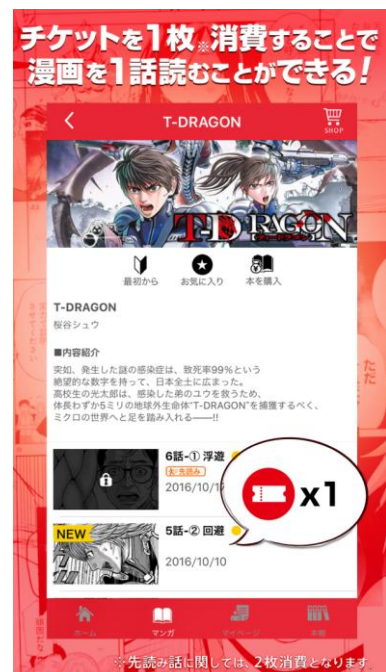 チケットを1枚※消費することで
漫画を1話読むことができる!
T-DRAGON
SHOP
T-DRAGON
最初から
お気に入り
本を購入
T-DRAGON
桜谷シュウ
■内容紹介
突如、発生した謎の感染症は、致死率99%という
絶望的な数字を持って、日本全土に広まった。
高校生の光太郎は、感染した弟のユウを救うため、
体長わずか5ミリの地球外生命体“T-DRAGON”を捕獲するべく、
ミクロの世界へと足を踏み入れる――!!
6話-① 浮遊
先読み
2016/10/1
x1
NEW
5話-② 回避
2016/10/10
ホーム
マンガ
マイページ
本棚
※先読み話に関しては、2枚消費となります